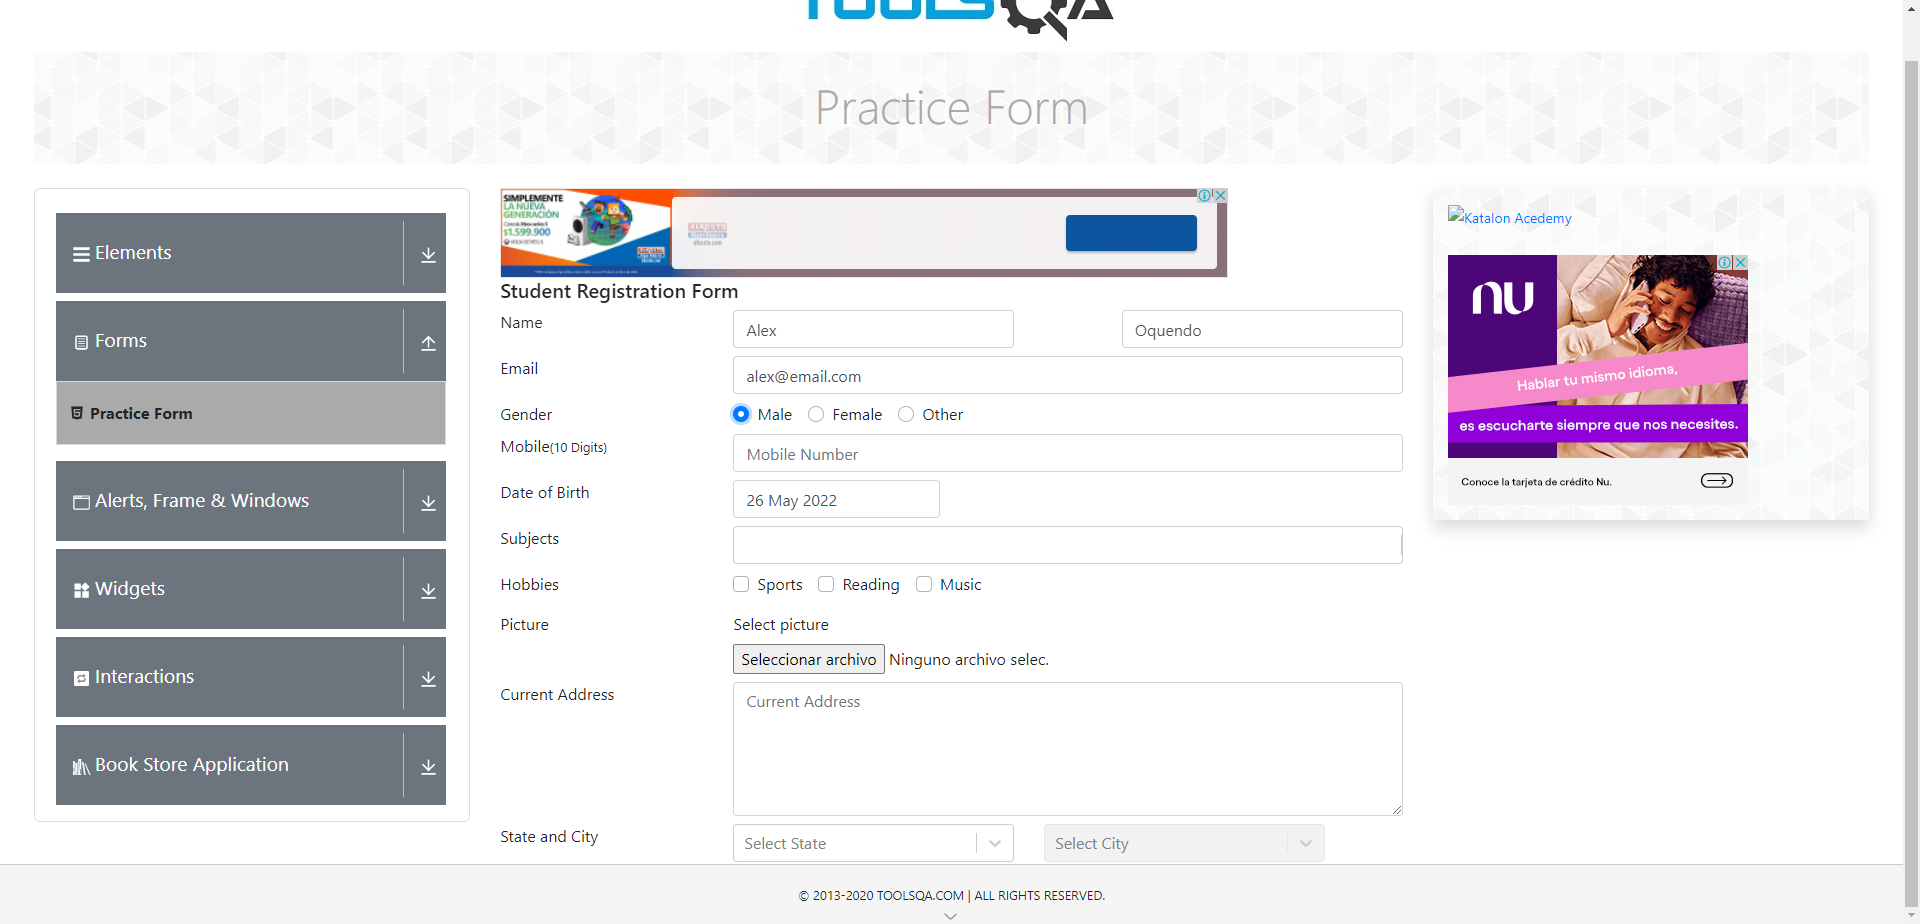 TOOLSQA
Practice Form
Elements
Forms
Practice Form
Alerts, Frame & Windows
Widgets
Interactions
Book Store Application
SIMPLEMENTE
LA NUEVA
GENERACIÓN
$1.599.900
Student Registration Form
Name
Alex
Oquendo
Email
alex@email.com
Gender
Male
Female
Other
Mobile(10 Digits)
Mobile Number
Date of Birth
26 May 2022
Subjects
Hobbies
Sports
Reading
Music
Picture
Select picture
Seleccionar archivo
Ninguno archivo selec.
Current Address
Current Address
State and City
Select State
Select City
Katalon Acedemy
nu
Hablar tu mismo idioma,
es escucharte siempre que nos necesites.
Conoce la tarjeta de crédito Nu.
© 2013-2020 TOOLSQA.COM | ALL RIGHTS RESERVED.